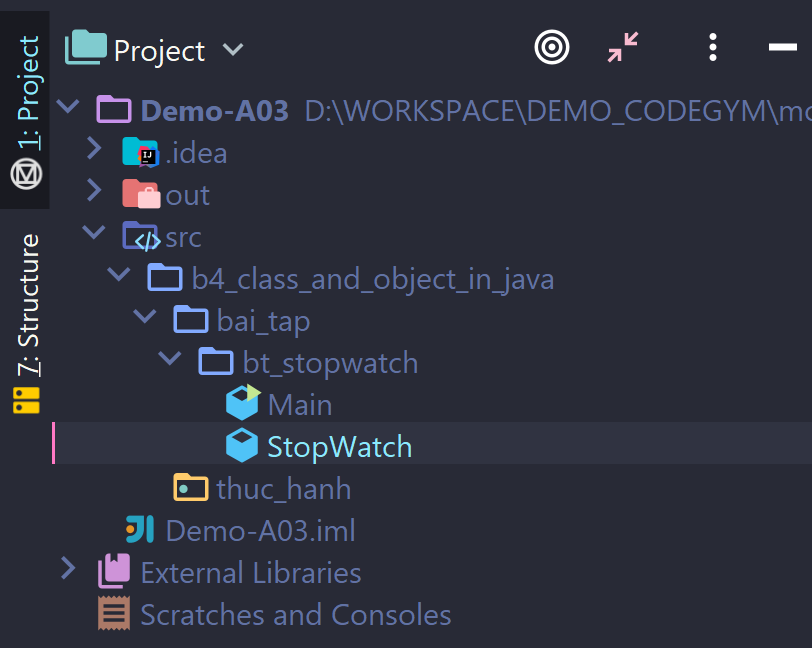 Project
Demo-A03 D:\WORKSPACE\DEMO_CODEGYM\mo
.idea
out
src
b4_class_and_object_in_java
bai_tap
bt_stopwatch
Main
StopWatch
thuc_hanh
Demo-A03.iml
External Libraries
Scratches and Consoles
1: Project
7: Structure